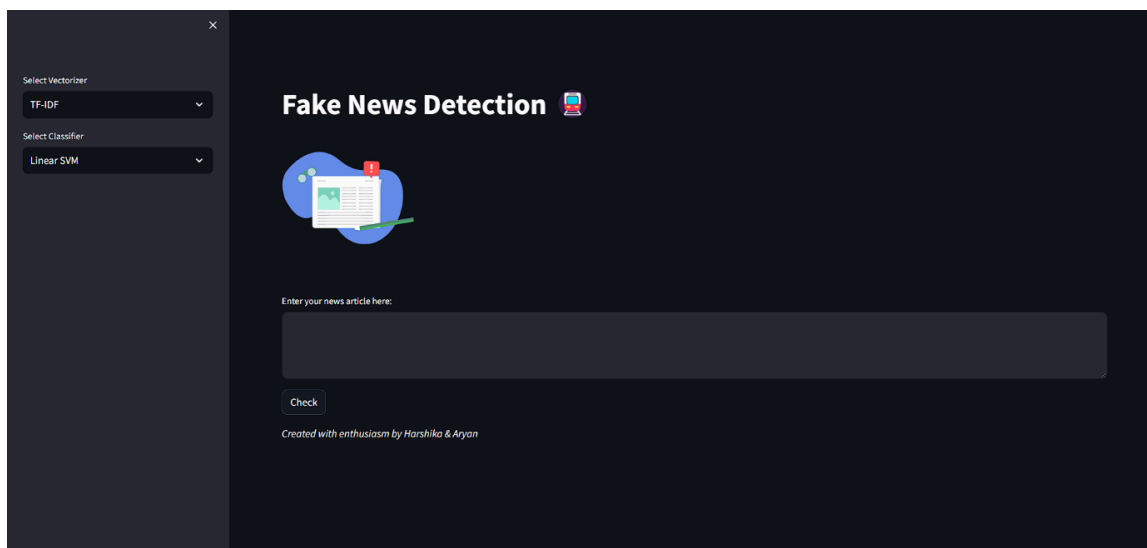 Select Vectorizer
TF-IDF
Select Classifier
Linear SVM
Fake News Detection 🚇
Enter your news article here:
Check
Created with enthusiasm by Harshika & Aryan